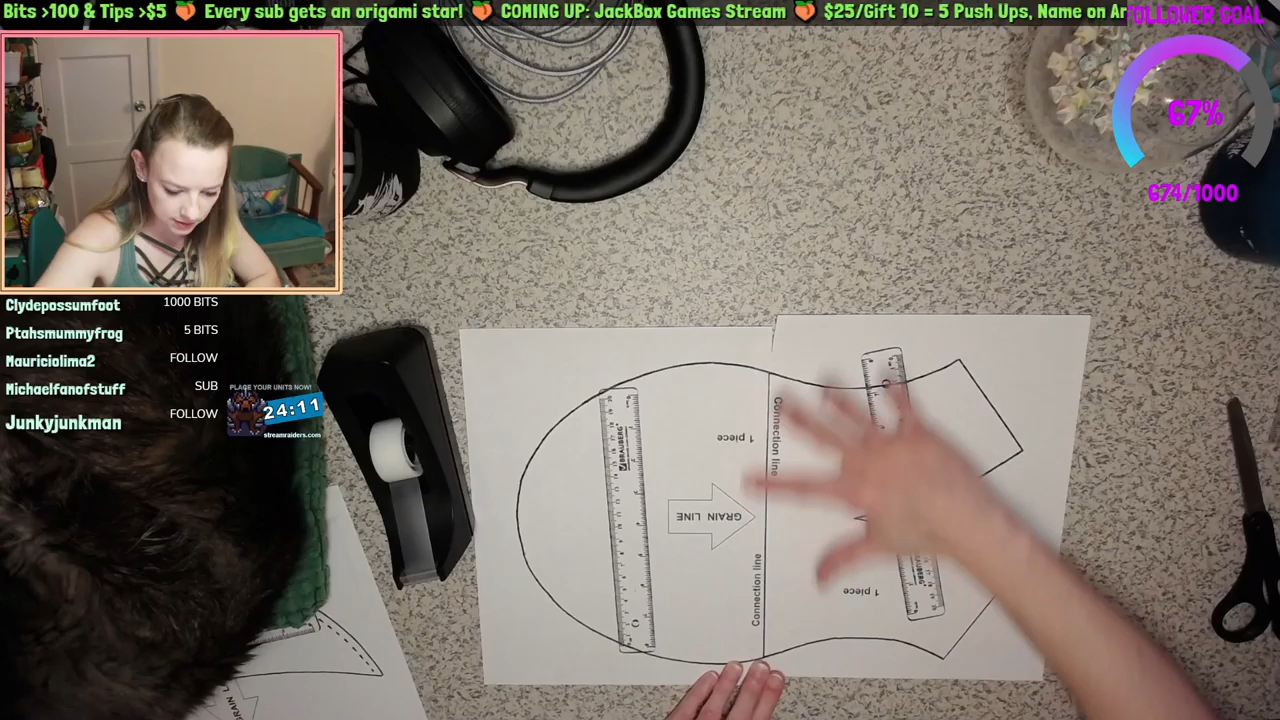 Bits >100 & Tips >$5 🍑 Every sub gets an origami star! 🍑 COMING UP: JackBox Games Stream 🍑 $25/Gift 10 = 5 Push Ups, Name on Ar
FOLLOWER GOAL
67%
674/1000
Clydepossumfoot 1000 BITS
Ptahsmummyfrog 5 BITS
Mauriciolima2 FOLLOW
Michaelfanofstuff SUB
Junkyjunkman FOLLOW
PLACE YOUR UNITS NOW!
24:11
streamraiders.com
BRAUBERG
1 piece
Connection line
GRAIN LINE
Connection line
1 piece
BRAUBERG
GRAIN